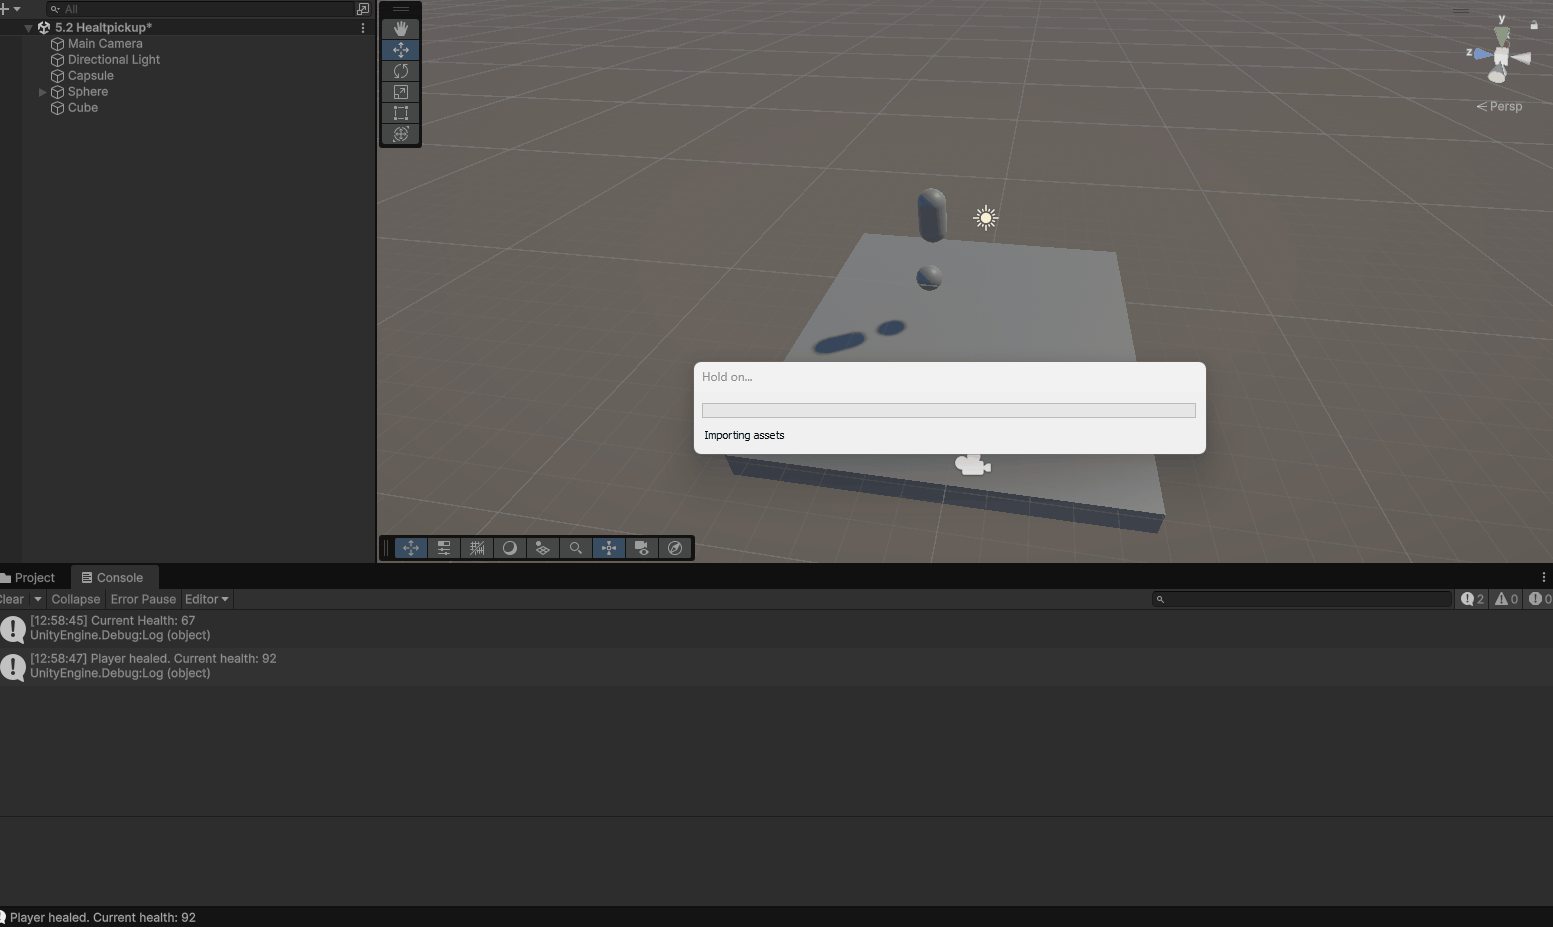 All
5.2 Healtpickup*
Main Camera
Directional Light
Capsule
Sphere
Cube
y
z
Persp
Hold on...
Importing assets
Project
Console
Clear
Collapse
Error Pause
Editor
2
0
0
[12:58:45] Current Health: 67
UnityEngine.Debug:Log (object)
[12:58:47] Player healed. Current health: 92
UnityEngine.Debug:Log (object)
Player healed. Current health: 92